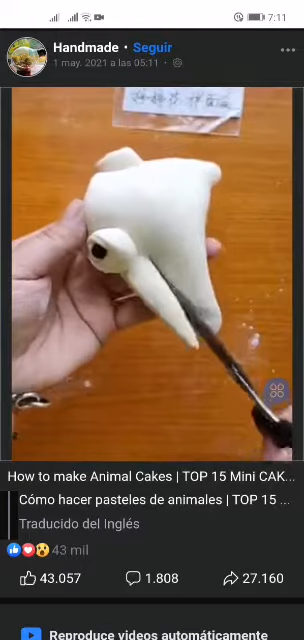 7:11
Handmade • Seguir
1 may. 2021 a las 05:11 ·
How to make Animal Cakes | TOP 15 Mini CAK...
Cómo hacer pasteles de animales | TOP 15 ...
Traducido del Inglés
43 mil
43.057 1.808 27.160
Reproduce videos automáticamente